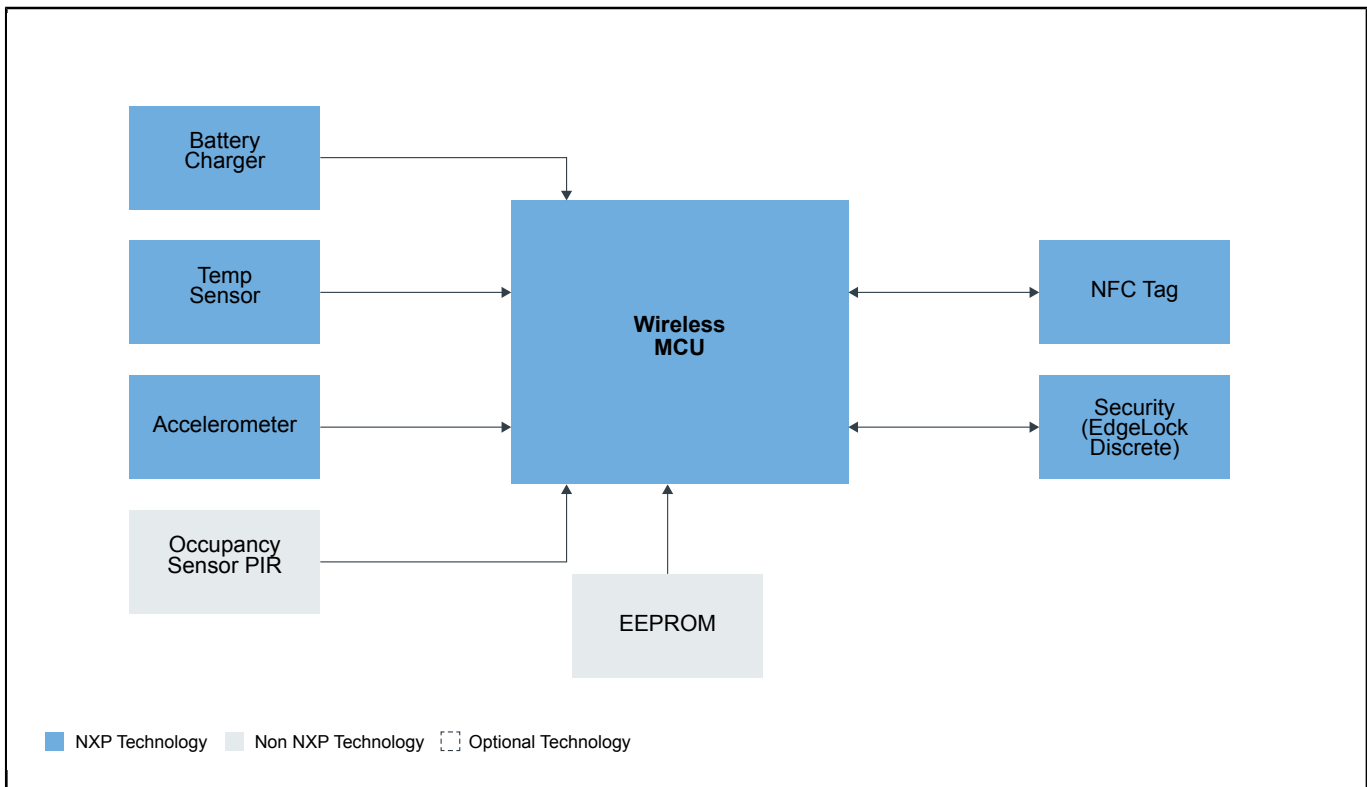 Battery
Charger
Temp
Sensor
Accelerometer
Occupancy
Sensor PIR
Wireless
MCU
EEPROM
NFC Tag
Security
(EdgeLock
Discrete)
NXP Technology
Non NXP Technology
Optional Technology